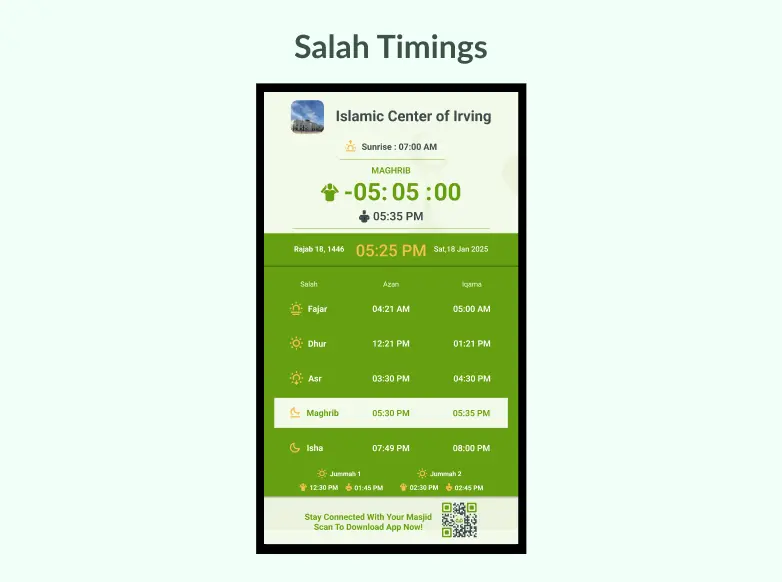 Salah Timings
Islamic Center of Irving
Sunrise : 07:00 AM
MAGHRIB
-05: 05 :00
05:35 PM
Rajab 18, 1446 05:25 PM Sat,18 Jan 2025
Salah Azan Iqama
Fajar 04:21 AM 05:00 AM
Dhur 12:21 PM 01:21 PM
Asr 03:30 PM 04:30 PM
Maghrib 05:30 PM 05:35 PM
Isha 07:49 PM 08:00 PM
Jummah 1 Jummah 2
12:30 PM 01:45 PM 02:30 PM 02:45 PM
Stay Connected With Your Masjid
Scan To Download App Now!